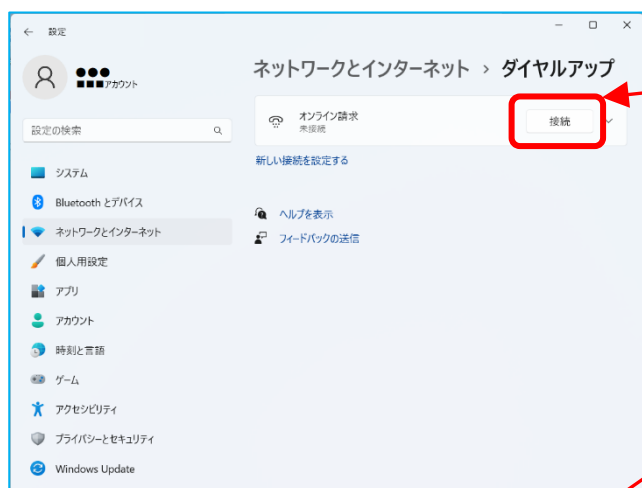 設定
●●●
■■■アカウント
設定の検索
システム
Bluetooth とデバイス
ネットワークとインターネット
個人用設定
アプリ
アカウント
時刻と言語
ゲーム
アクセシビリティ
プライバシーとセキュリティ
Windows Update
ネットワークとインターネット › ダイヤルアップ
オンライン請求
未接続
接続
新しい接続を設定する
ヘルプを表示
フィードバックの送信